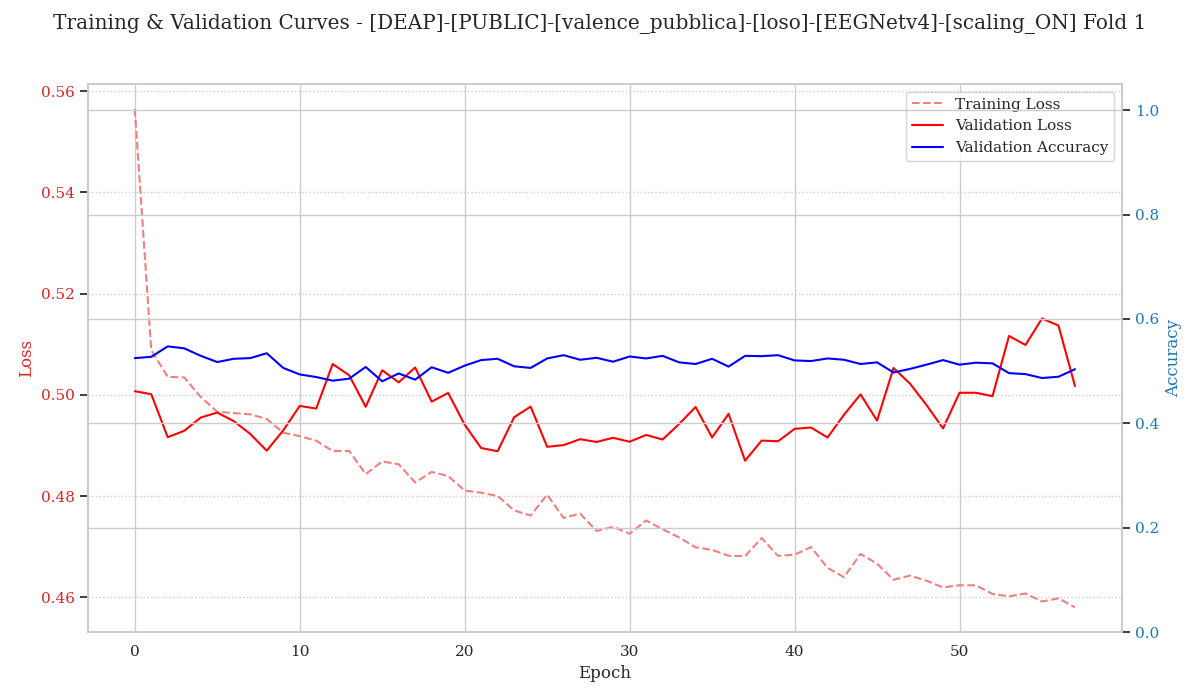 Training & Validation Curves - [DEAP]-[PUBLIC]-[valence_pubblica]-[loso]-[EEGNetv4]-[scaling_ON] Fold 1
Training Loss
Validation Loss
Validation Accuracy
0.56
0.54
0.52
0.50
0.48
0.46
Loss
1.0
0.8
0.6
0.4
0.2
0.0
Accuracy
0 10 20 30 40 50
Epoch